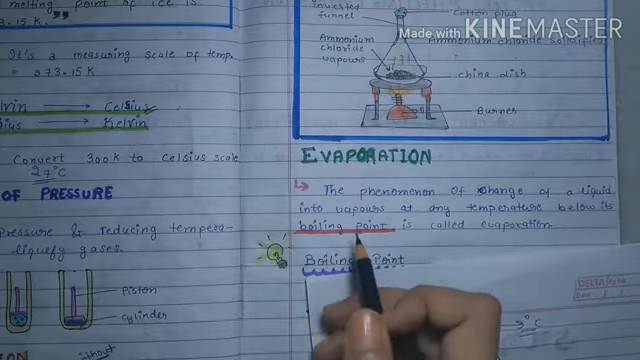 melting point of ice is
3.15 K
It's a measuring scale of temp.
= 273.15 K
lvin → Celsius
sius → Kelvin
Convert 300 k to celsius scale
27°C
OF PRESSURE
Pressure & reducing tempera-
liquefy gases.
Piston
cylinder
without
inverted funnel
Cotton plug
Made with KINEMASTER
Ammonium chloride vapours
Ammonium chloride solidified
china dish
Burner
EVAPORATION
The phenomenon Of change of a liquid
into vapours at any temperature below its
boiling point is called evaporation
Boiling Point
DELTA
°C